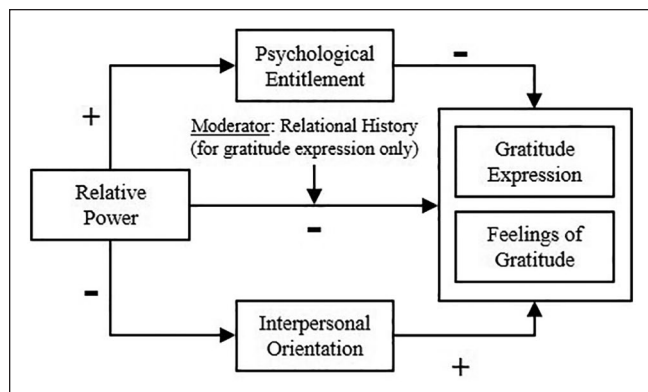 Psychological
Entitlement
-
+
Moderator: Relational History
(for gratitude expression only)
Gratitude
Expression
Relative
Power
-
Feelings of
Gratitude
-
Interpersonal
Orientation
+